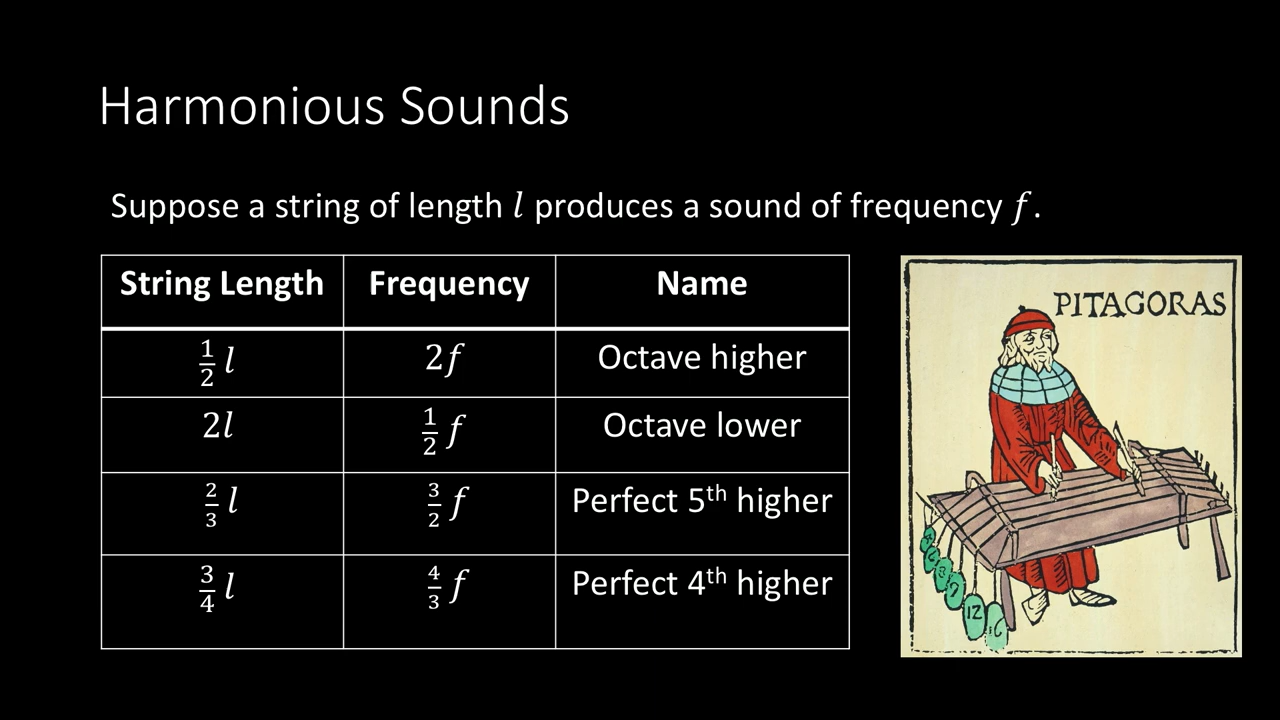 Harmonious Sounds
Suppose a string of length 𝑙 produces a sound of frequency 𝑓.
String Length Frequency Name
1/2 𝑙 2𝑓 Octave higher
2𝑙 1/2 𝑓 Octave lower
2/3 𝑙 3/2 𝑓 Perfect 5th higher
3/4 𝑙 4/3 𝑓 Perfect 4th higher
PITAGORAS
12
16